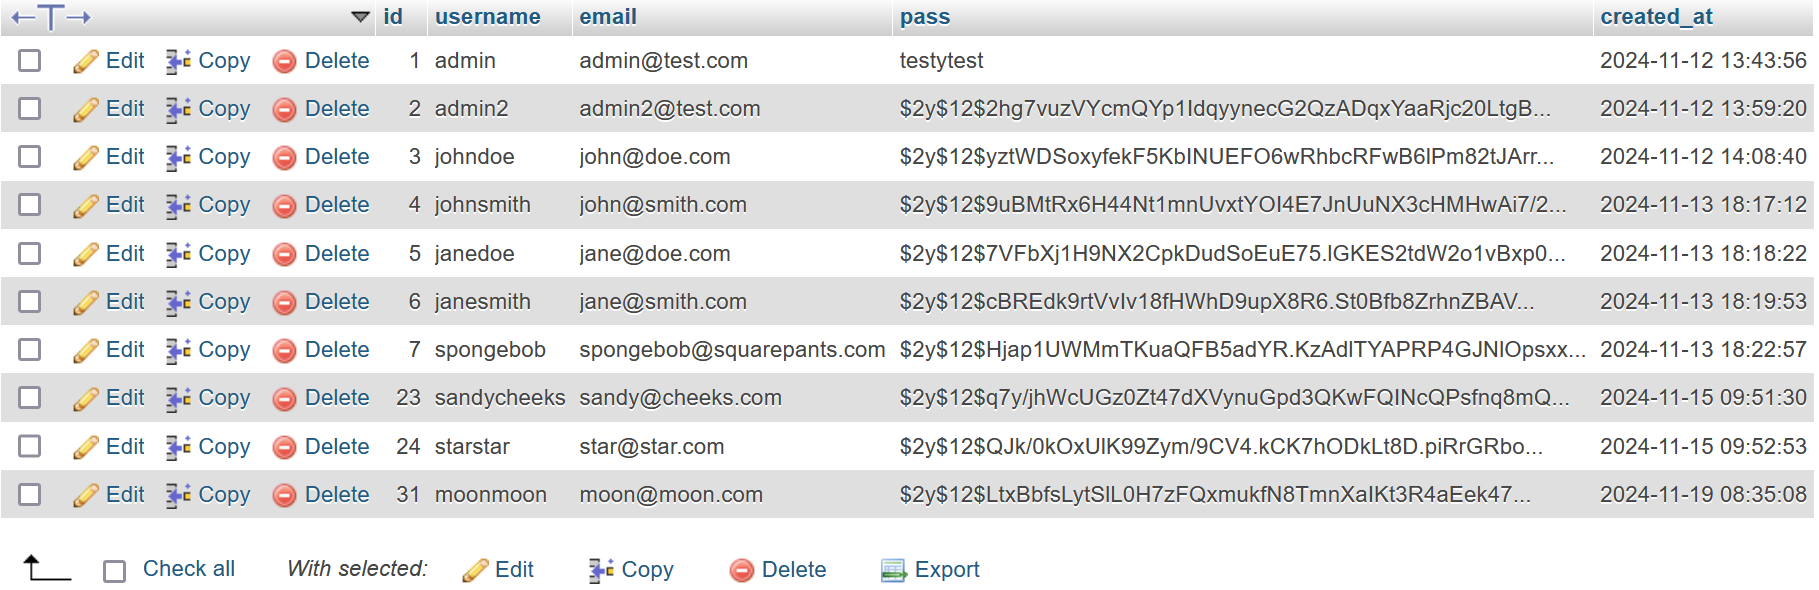 id username email pass created_at
Edit Copy Delete 1 admin admin@test.com testytest 2024-11-12 13:43:56
Edit Copy Delete 2 admin2 admin2@test.com $2y$12$2hg7vuzVYcmQYp1IdqyynecG2QzADqxYaaRjc20LtgB... 2024-11-12 13:59:20
Edit Copy Delete 3 johndoe john@doe.com $2y$12$yztWDSoxyfekF5KbINUEFO6wRhbcRFwB6lPm82tJArr... 2024-11-12 14:08:40
Edit Copy Delete 4 johnsmith john@smith.com $2y$12$9uBMtRx6H44Nt1mnUvxtYOI4E7JnUuNX3cHMHwAi7/2... 2024-11-13 18:17:12
Edit Copy Delete 5 janedoe jane@doe.com $2y$12$7VFbXj1H9NX2CpkDudSoEuE75.lGKES2tdW2o1vBxp0... 2024-11-13 18:18:22
Edit Copy Delete 6 janesmith jane@smith.com $2y$12$cBREdk9rtVvIv18fHWhD9upX8R6.St0Bfb8ZrhnZBAV... 2024-11-13 18:19:53
Edit Copy Delete 7 spongebob spongebob@squarepants.com $2y$12$Hjap1UWMmTKuaQFB5adYR.KzAdlTYAPRP4GJNIOpsxx... 2024-11-13 18:22:57
Edit Copy Delete 23 sandycheeks sandy@cheeks.com $2y$12$q7y/jhWcUGz0Zt47dXVynuGpd3QKwFQINcQPsfnq8mQ... 2024-11-15 09:51:30
Edit Copy Delete 24 starstar star@star.com $2y$12$QJk/0kOxUlK99Zym/9CV4.kCK7hODkLt8D.piRrGRbo... 2024-11-15 09:52:53
Edit Copy Delete 31 moonmoon moon@moon.com $2y$12$LtxBbfsLytSlL0H7zFQxmukfN8TmnXaIKt3R4aEek47... 2024-11-19 08:35:08
Check all With selected: Edit Copy Delete Export